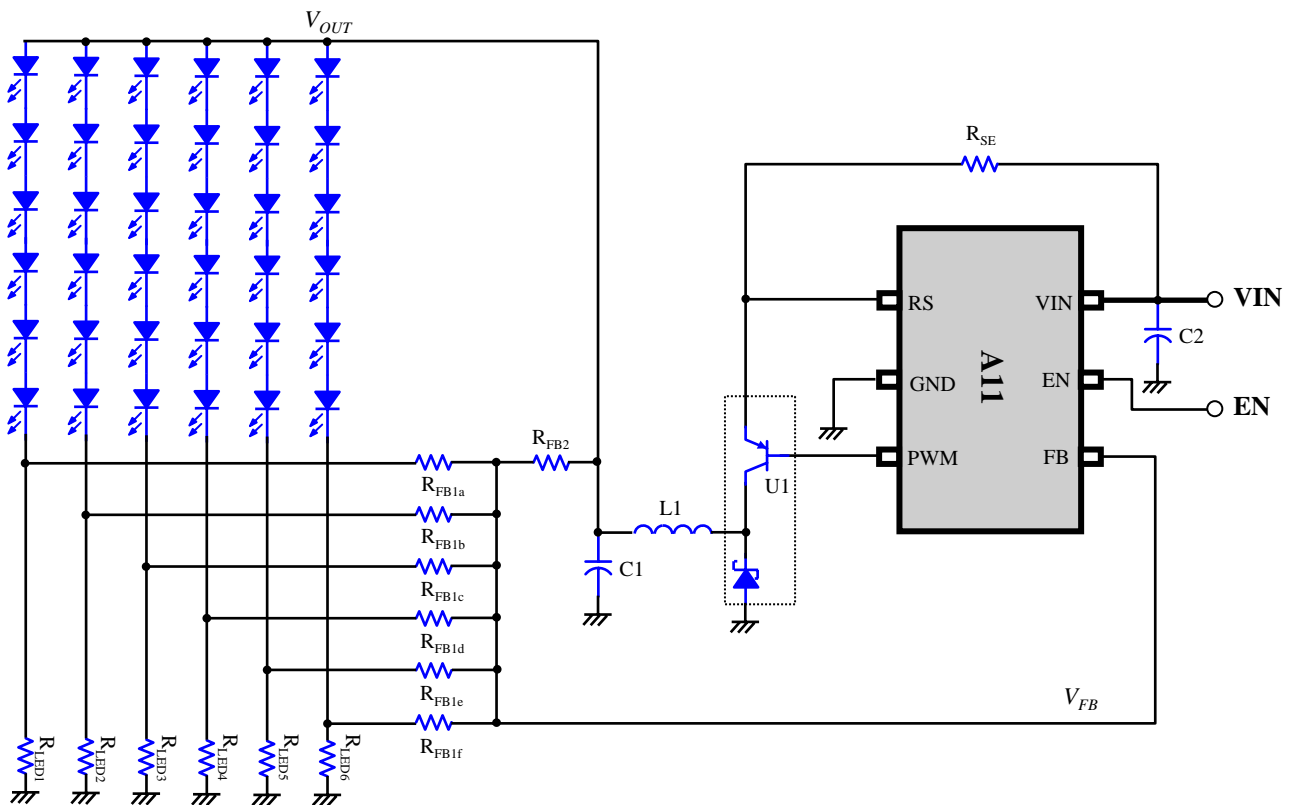 VOUT
RSE
RS
VIN
VIN
C2
A11
GND
EN
EN
RFB2
PWM
FB
U1
RFB1a
L1
RFB1b
C1
RFB1c
RFB1d
RFB1e
VFB
RFB1f
RLED1
RLED2
RLED3
RLED4
RLED5
RLED6